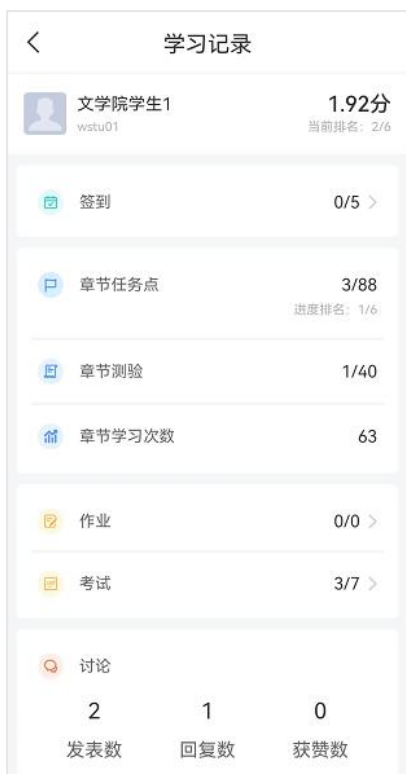 学习记录
文学院学生1 1.92分
wstu01 当前排名：2/6
签到 0/5
章节任务点 3/88
进度排名：1/6
章节测验 1/40
章节学习次数 63
作业 0/0
考试 3/7
讨论
2 1 0
发表数 回复数 获赞数